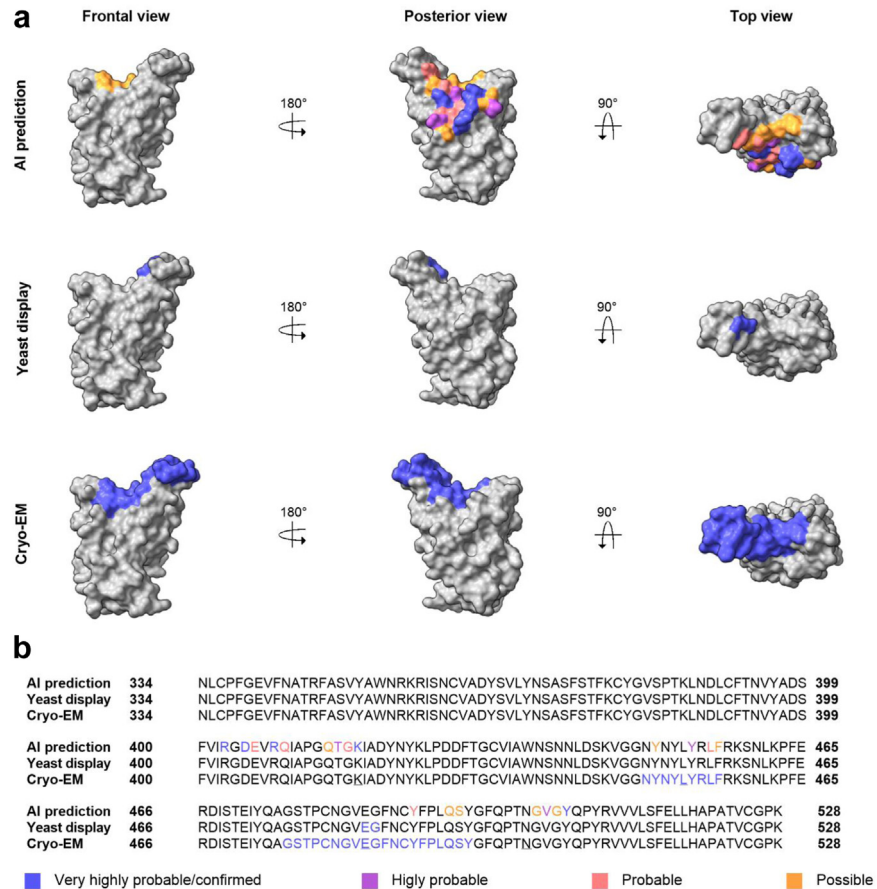 a
Frontal view Posterior view Top view
AI prediction
180°
90°
Yeast display
180°
90°
Cryo-EM
180°
90°
b
AI prediction 334 NLCPFGEVFNATRFASVYAWNRKRISNCVADYSVLYNSASFSTFKCYGVSPTKLNDLCFTNVYADS 399
Yeast display 334 NLCPFGEVFNATRFASVYAWNRKRISNCVADYSVLYNSASFSTFKCYGVSPTKLNDLCFTNVYADS 399
Cryo-EM 334 NLCPFGEVFNATRFASVYAWNRKRISNCVADYSVLYNSASFSTFKCYGVSPTKLNDLCFTNVYADS 399
AI prediction 400 FVIRGDEVRQIAPGQTGKIADYNYKLPDDFTGCVIAWNSNNLDSKVGGNYNYLYRLFRKSNLKPFE 465
Yeast display 400 FVIRGDEVRQIAPGQTGKIADYNYKLPDDFTGCVIAWNSNNLDSKVGGNYNYLYRLFRKSNLKPFE 465
Cryo-EM 400 FVIRGDEVRQIAPGQTGKIADYNYKLPDDFTGCVIAWNSNNLDSKVGGNYNYLYRLFRKSNLKPFE 465
AI prediction 466 RDISTEIYQAGSTPCNGVEGFNCYFPLQSYGFQPTNGVGYQPYRVVVLSFELLHAPATVCGPK 528
Yeast display 466 RDISTEIYQAGSTPCNGVEGFNCYFPLQSYGFQPTNGVGYQPYRVVVLSFELLHAPATVCGPK 528
Cryo-EM 466 RDISTEIYQAGSTPCNGVEGFNCYFPLQSYGFQPTNGVGYQPYRVVVLSFELLHAPATVCGPK 528
Very highly probable/confirmed Higly probable Probable Possible